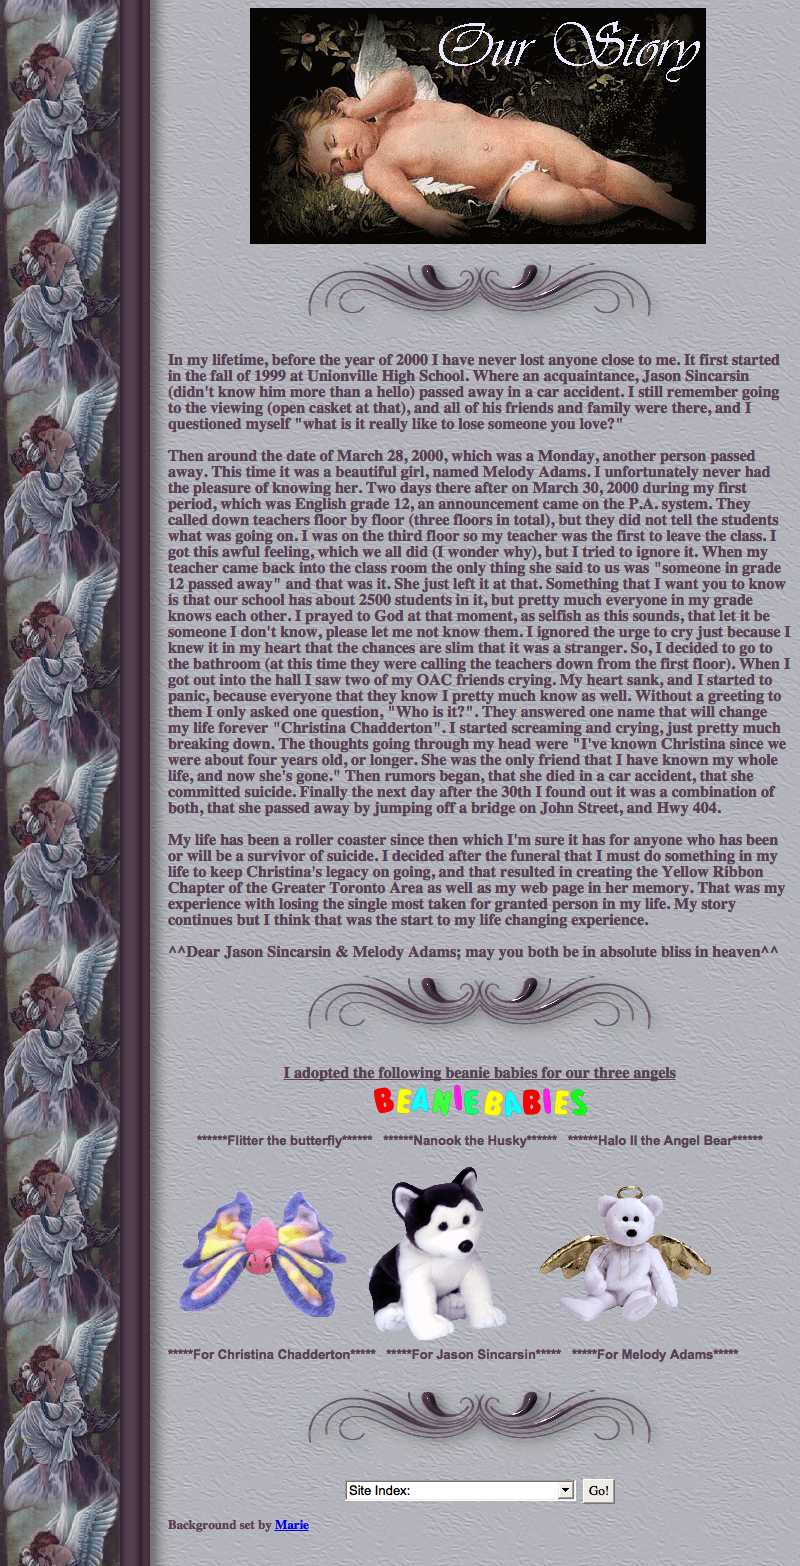 Our Story
In my lifetime, before the year of 2000 I have never lost anyone close to me. It first started
in the fall of 1999 at Unionville High School. Where an acquaintance, Jason Sincarsin
(didn't know him more than a hello) passed away in a car accident. I still remember going
to the viewing (open casket at that), and all of his friends and family were there, and I
questioned myself "what is it really like to lose someone you love?"
Then around the date of March 28, 2000, which was a Monday, another person passed
away. This time it was a beautiful girl, named Melody Adams. I unfortunately never had
the pleasure of knowing her. Two days there after on March 30, 2000 during my first
period, which was English grade 12, an announcement came on the P.A. system. They
called down teachers floor by floor (three floors in total), but they did not tell the students
what was going on. I was on the third floor so my teacher was the first to leave the class. I
got this awful feeling, which we all did (I wonder why), but I tried to ignore it. When my
teacher came back into the class room the only thing she said to us was "someone in grade
12 passed away" and that was it. She just left it at that. Something that I want you to know
is that our school has about 2500 students in it, but pretty much everyone in my grade
knows each other. I prayed to God at that moment, as selfish as this sounds, that let it be
someone I don't know, please let me not know them. I ignored the urge to cry just because I
knew it in my heart that the chances are slim that it was a stranger. So, I decided to go to
the bathroom (at this time they were calling the teachers down from the first floor). When I
got out into the hall I saw two of my OAC friends crying. My heart sank, and I started to
panic, because everyone that they know I pretty much know as well. Without a greeting to
them I only asked one question, "Who is it?". They answered one name that will change
my life forever "Christina Chadderton". I started screaming and crying, just pretty much
breaking down. The thoughts going through my head were "I've known Christina since we
were about four years old, or longer. She was the only friend that I have known my whole
life, and now she's gone." Then rumors began, that she died in a car accident, that she
committed suicide. Finally the next day after the 30th I found out it was a combination of
both, that she passed away by jumping off a bridge on John Street, and Hwy 404.
My life has been a roller coaster since then which I'm sure it has for anyone who has been
or will be a survivor of suicide. I decided after the funeral that I must do something in my
life to keep Christina's legacy on going, and that resulted in creating the Yellow Ribbon
Chapter of the Greater Toronto Area as well as my web page in her memory. That was my
experience with losing the single most taken for granted person in my life. My story
continues but I think that was the start to my life changing experience.
^^Dear Jason Sincarsin & Melody Adams; may you both be in absolute bliss in heaven^^
I adopted the following beanie babies for our three angels
BEANIE BABIES
******Flitter the butterfly****** ******Nanook the Husky****** ******Halo II the Angel Bear******
*****For Christina Chadderton***** *****For Jason Sincarsin***** *****For Melody Adams*****
Site Index: Go!
Background set by Marie